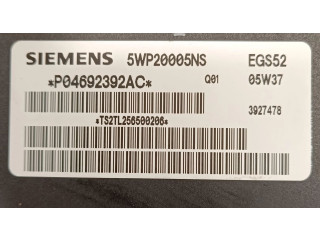 SIEMENS 5WP20005NS EGS52
*P04692392AC* Q01 05W37
3927478
*TS2TL256500206*